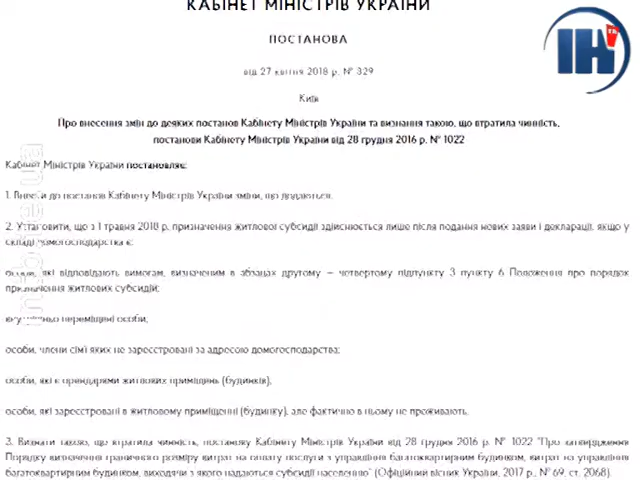 КАБІНЕТ МІНІСТРІВ УКРАЇНИ
ПОСТАНОВА
від 27 квітня 2018 р. № 329
Київ
Про внесення змін до деяких постанов Кабінету Міністрів України та визнання такою, що втратила чинність,
постанови Кабінету Міністрів України від 28 грудня 2016 р. № 1022
Кабінет Міністрів України постановляє:
1. Внести до постанов Кабінету Міністрів України зміни, що додаються.
2. Установити, що з 1 травня 2018 р. призначення житлової субсидії здійснюється лише після подання нових заяви і декларації, якщо у
складі домогосподарства є:
особи, які відповідають вимогам, визначеним в абзацах другому – четвертому підпункту 3 пункту 6 Положення про порядок
призначення житлових субсидій;
внутрішньо переміщені особи;
особи, члени сім'ї яких не зареєстровані за адресою домогосподарства;
особи, які є орендарями житлових приміщень (будинків);
особи, які зареєстровані в житловому приміщенні (будинку), але фактично в ньому не проживають.
3. Визнати такою, що втратила чинність, постанову Кабінету Міністрів України від 28 грудня 2016 р. № 1022 "Про затвердження
Порядку визначення граничного розміру витрат на оплату послуги з управління багатоквартирним будинком, витрат на управління
багатоквартирним будинком, виходячи з якого надаються субсидії населенню" (Офіційний вісник України, 2017 р., № 69, ст. 2068).
ІН
ТВ